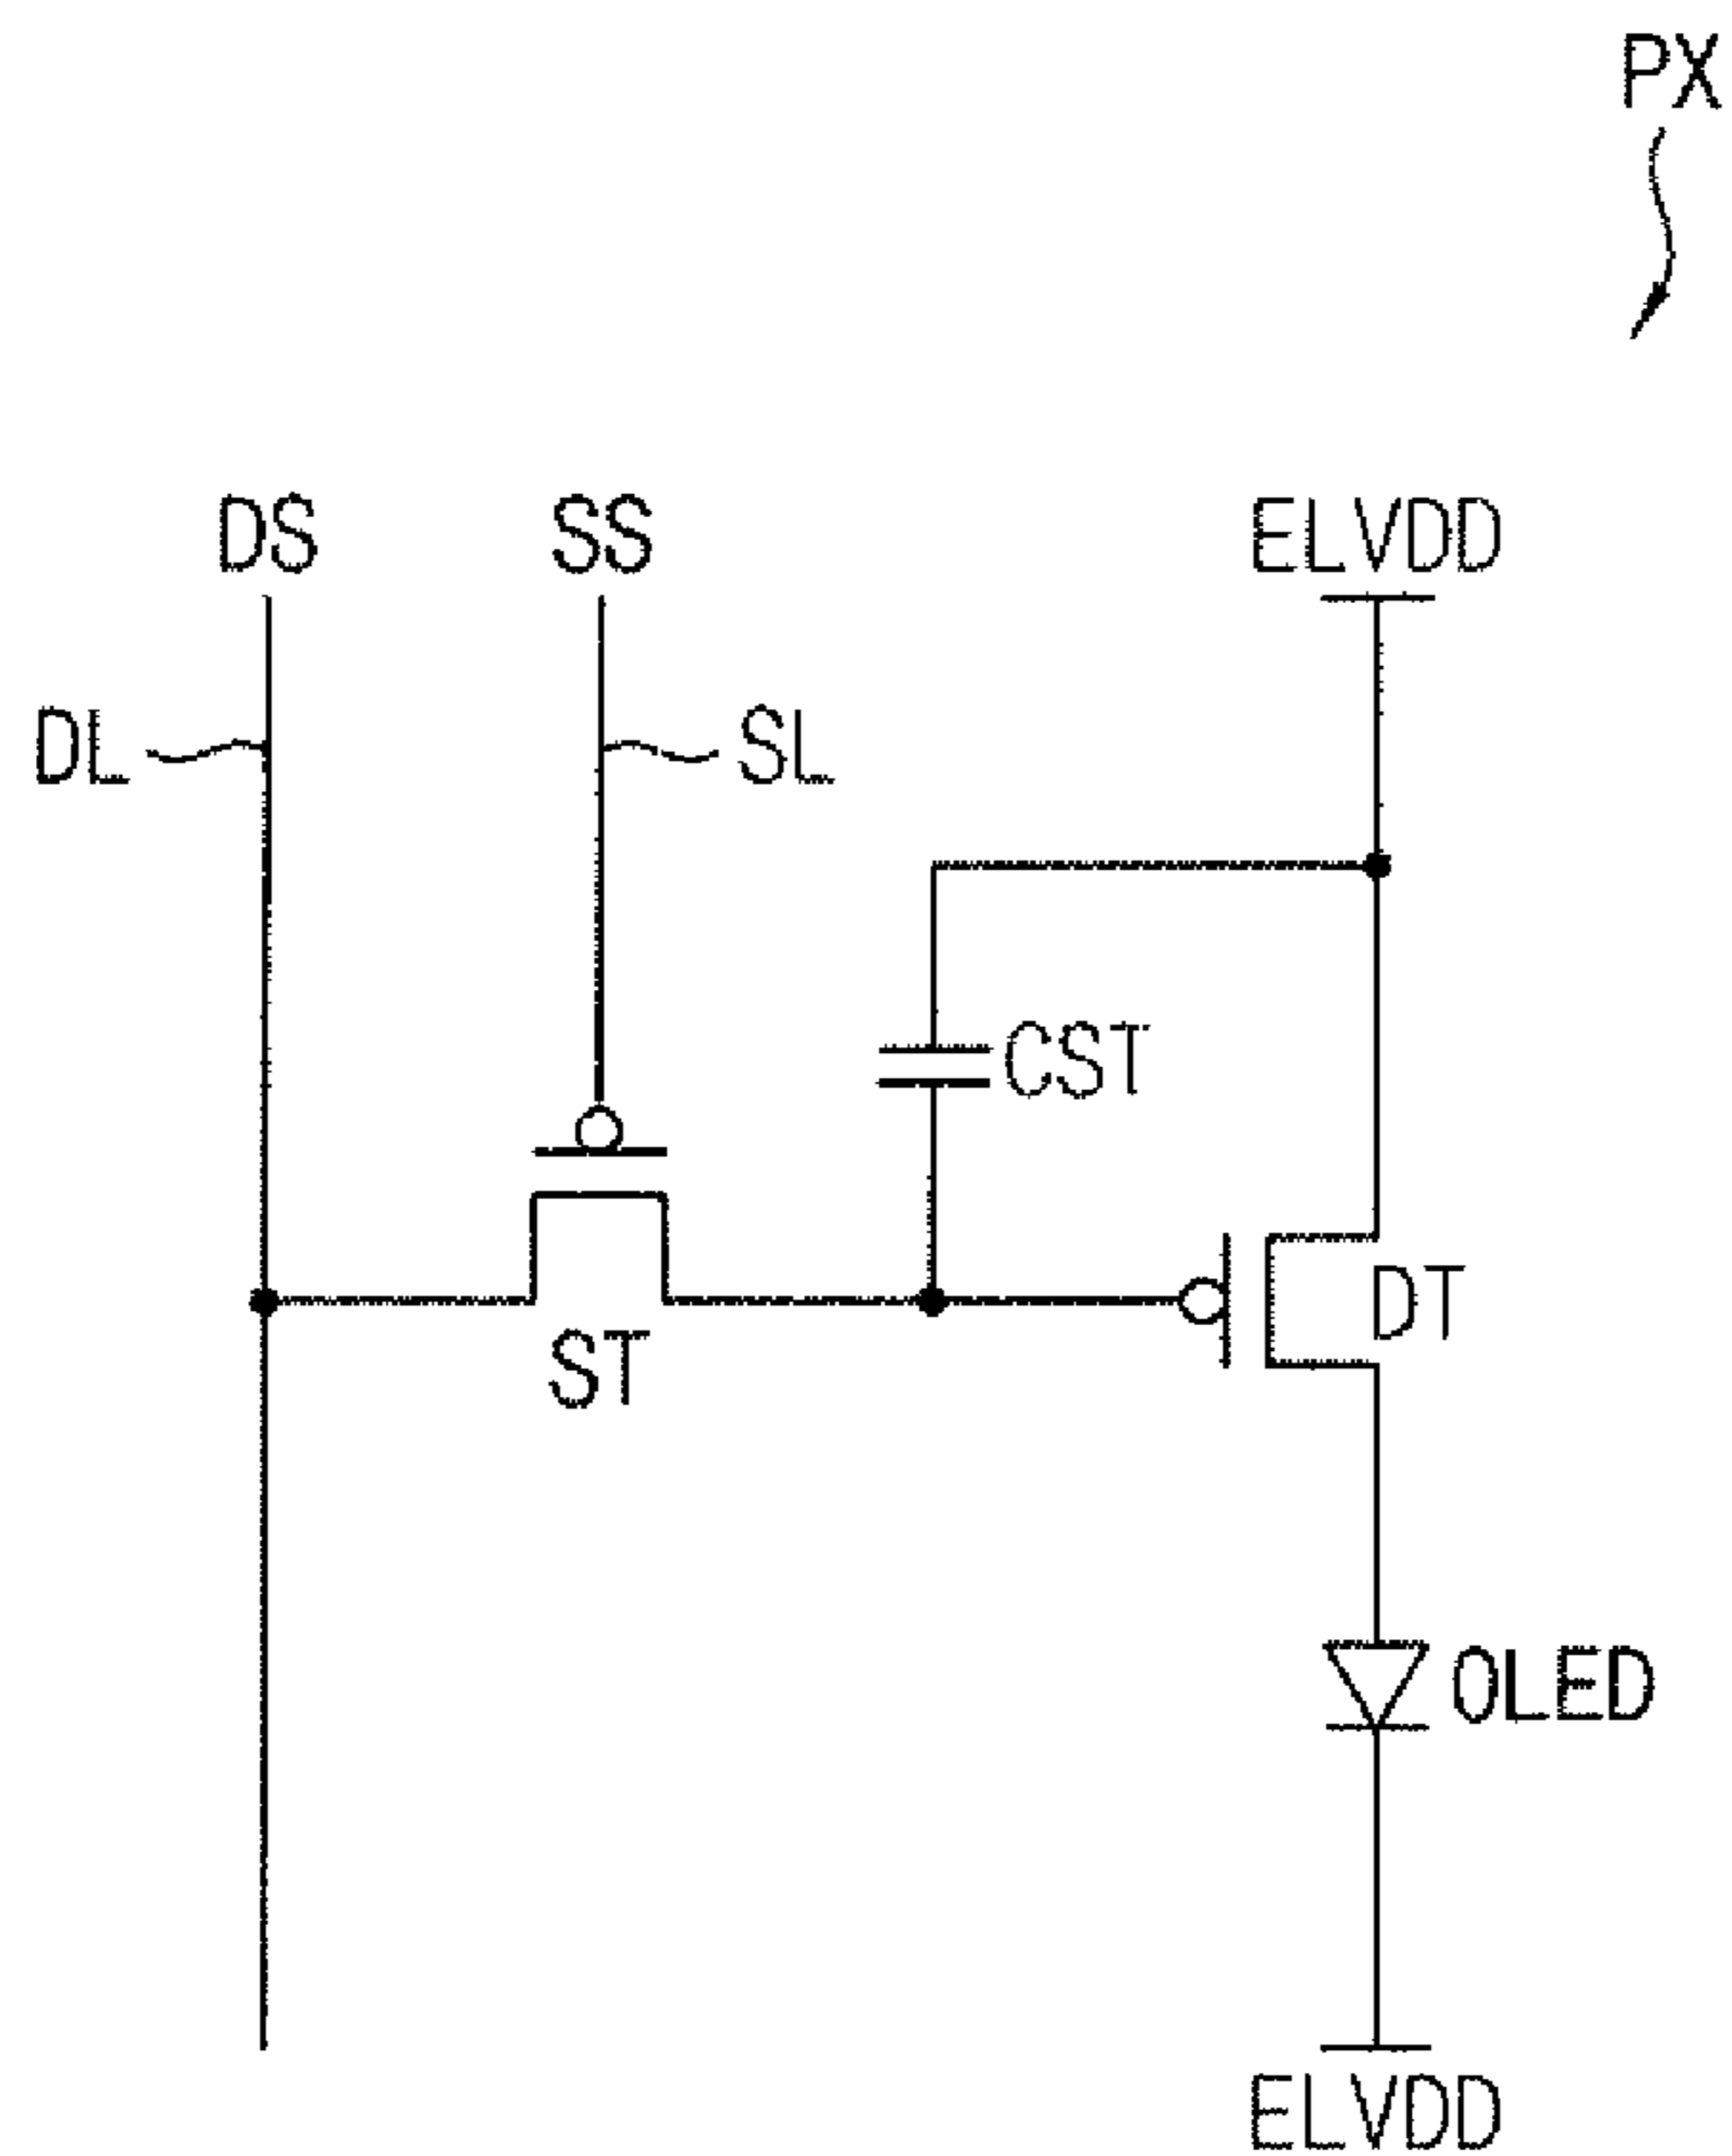 PX
DS SS ELVDD
DL SL
CST
DT
ST
OLED
ELVDD